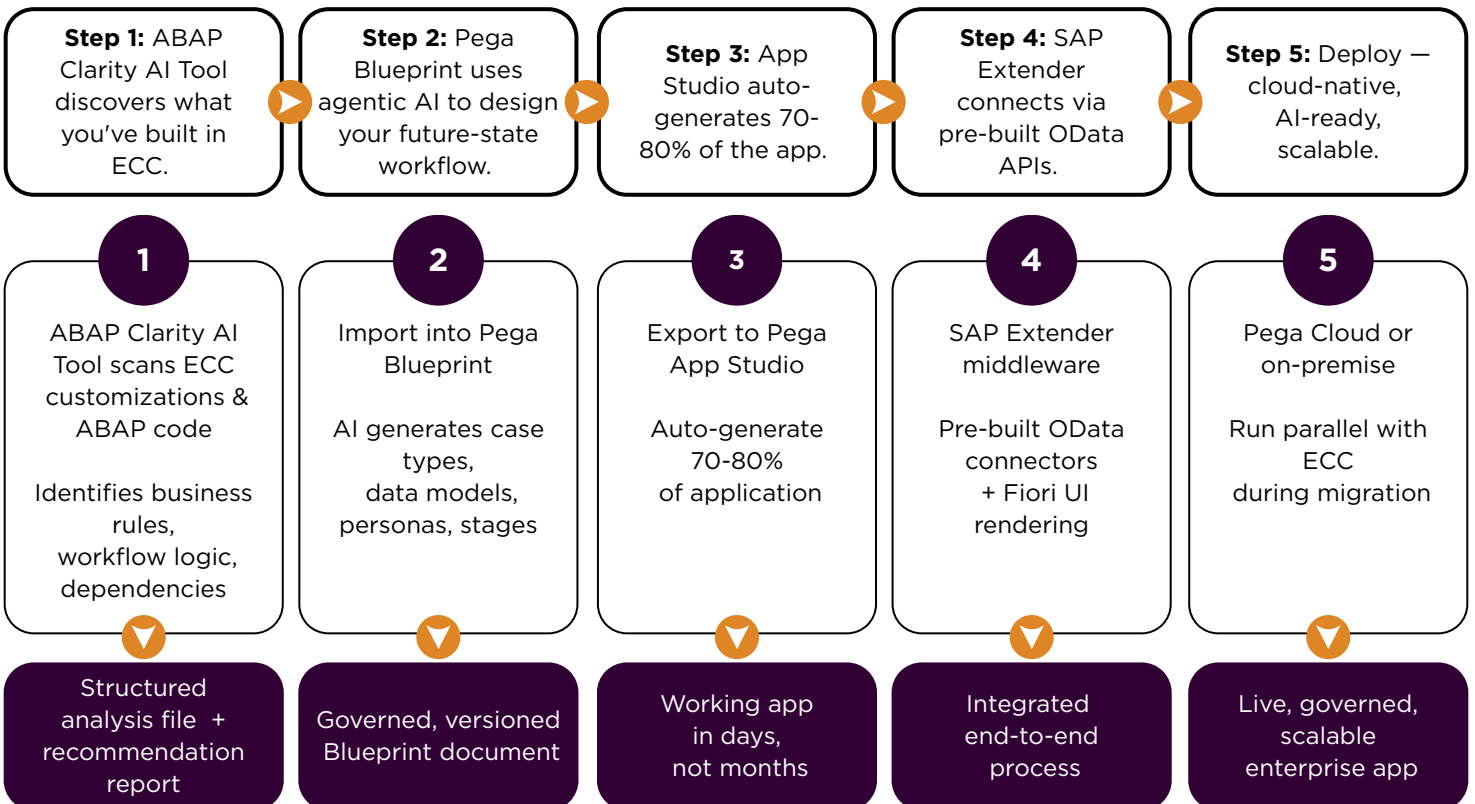 Step 1: ABAP
Clarity AI Tool
discovers what
you've built in
ECC.
Step 2: Pega
Blueprint uses
agentic AI to design
your future-state
workflow.
Step 3: App
Studio auto-
generates 70-
80% of the app.
Step 4: SAP
Extender
connects via
pre-built OData
APIs.
Step 5: Deploy —
cloud-native,
AI-ready,
scalable.
1
ABAP Clarity AI
Tool scans ECC
customizations &
ABAP code
Identifies business
rules,
workflow logic,
dependencies
Structured
analysis file +
recommendation
report
2
Import into Pega
Blueprint
AI generates case
types,
data models,
personas, stages
Governed, versioned
Blueprint document
3
Export to Pega
App Studio
Auto-generate
70-80%
of application
Working app
in days,
not months
4
SAP Extender
middleware
Pre-built OData
connectors
+ Fiori UI
rendering
Integrated
end-to-end
process
5
Pega Cloud or
on-premise
Run parallel with
ECC
during migration
Live, governed,
scalable
enterprise app